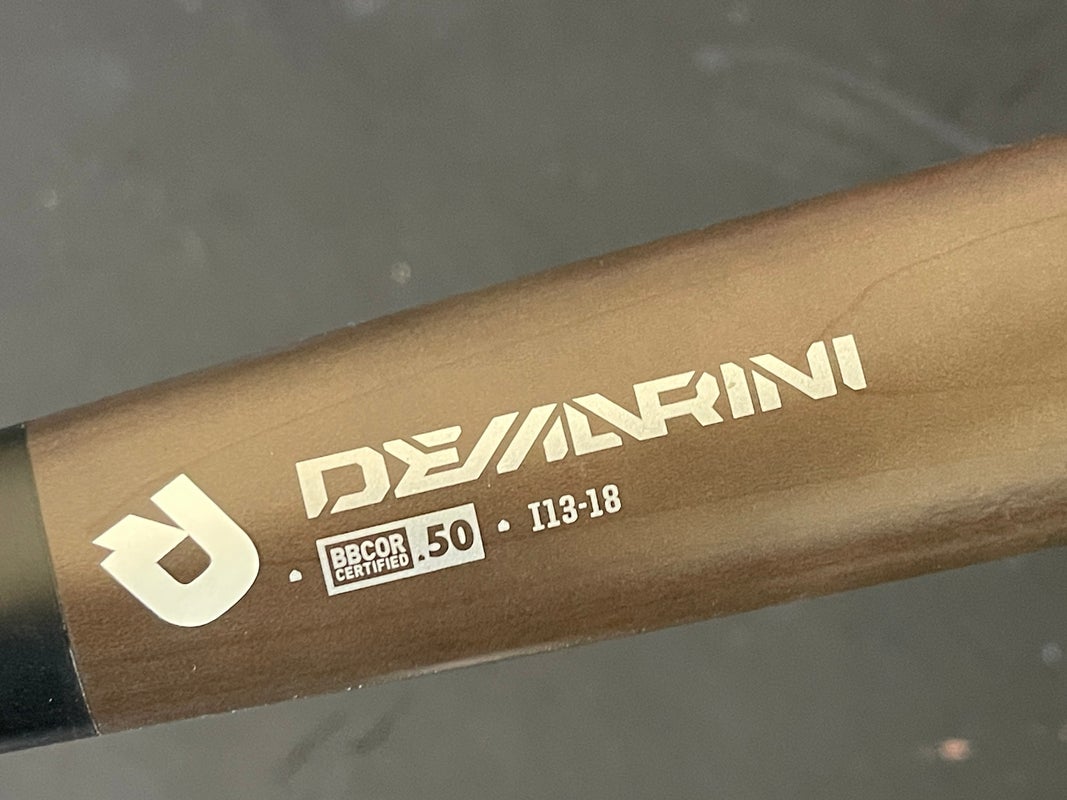 DEMARINI
BBCOR CERTIFIED .50 • I13-18